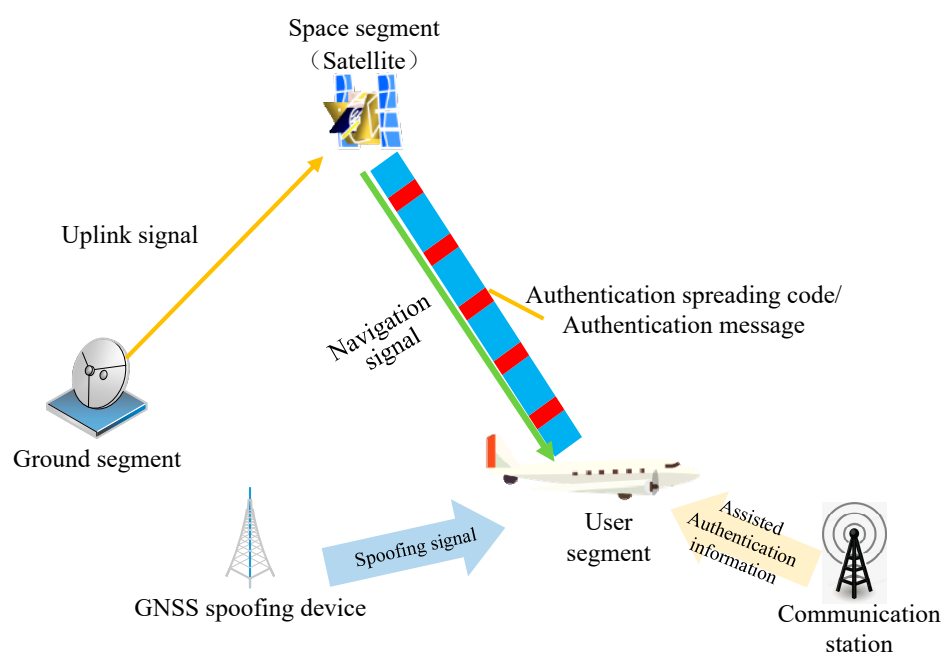 Space segment
（Satellite）
Uplink signal
Navigation
signal
Authentication spreading code/
Authentication message
Ground segment
Spoofing signal
GNSS spoofing device
User
segment
Assisted
Authentication
information
Communication
station